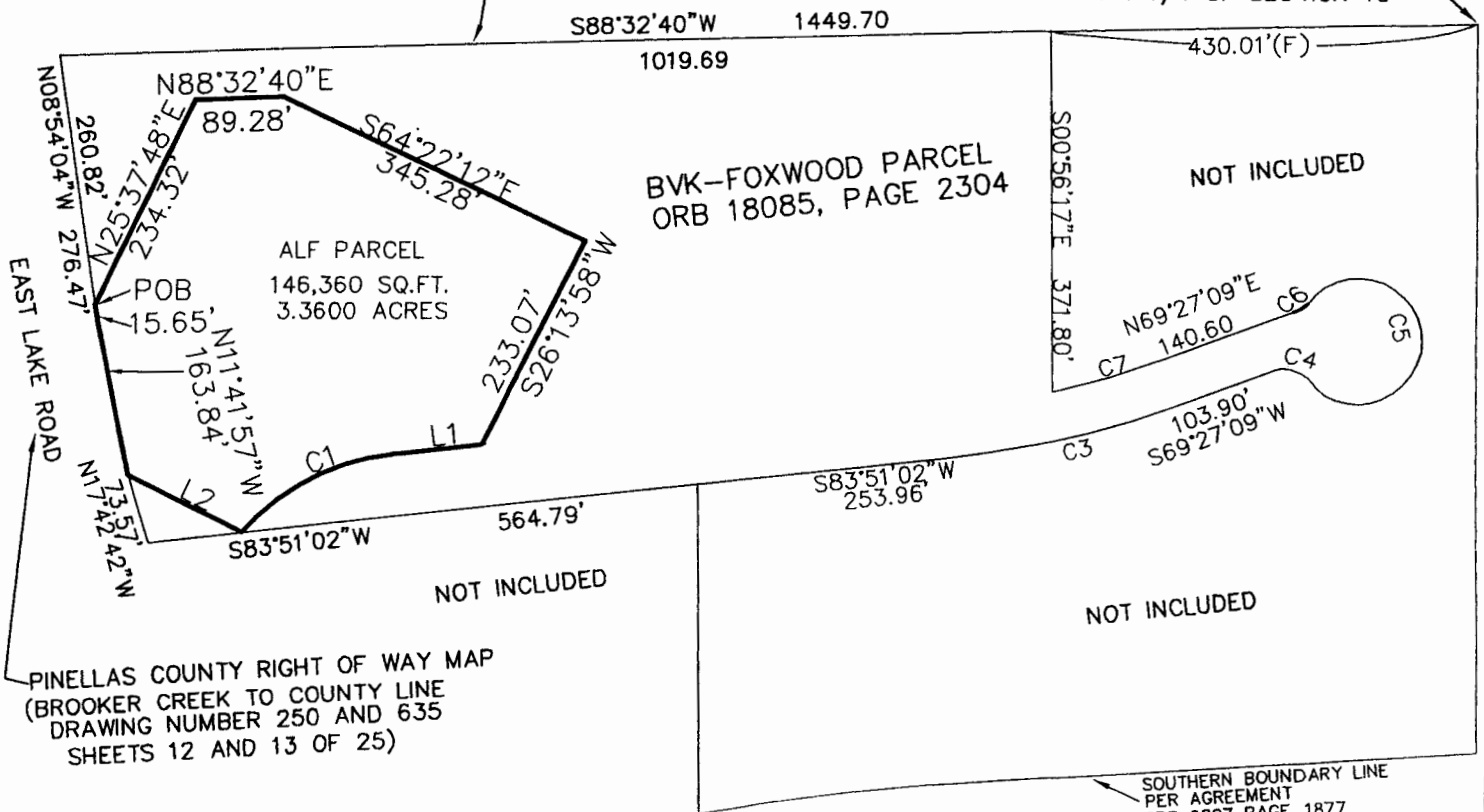 S88°32'40"W 1449.70
1019.69
430.01'(F)
N08°54'04"W 276.47'
260.82'
N88°32'40"E
89.28'
N25°37'48"E
234.32'
S64°22'12"E
345.28'
BVK-FOXWOOD PARCEL
ORB 18085, PAGE 2304
S00°56'17"E 371.80'
NOT INCLUDED
ALF PARCEL
146,360 SQ.FT.
3.3600 ACRES
POB
15.65'
N11°41'57"W
163.84'
233.07'
S26°13'58"W
EAST LAKE ROAD
N69°27'09"E
140.60
C6
C5
C7
C4
103.90'
S69°27'09"W
C3
L1
C1
L2
N17°42'42"W
73.57'
S83°51'02"W
564.79'
S83°51'02"W
253.96'
NOT INCLUDED
NOT INCLUDED
PINELLAS COUNTY RIGHT OF WAY MAP
(BROOKER CREEK TO COUNTY LINE
DRAWING NUMBER 250 AND 635
SHEETS 12 AND 13 OF 25)
SOUTHERN BOUNDARY LINE
PER AGREEMENT
PAGE 1877